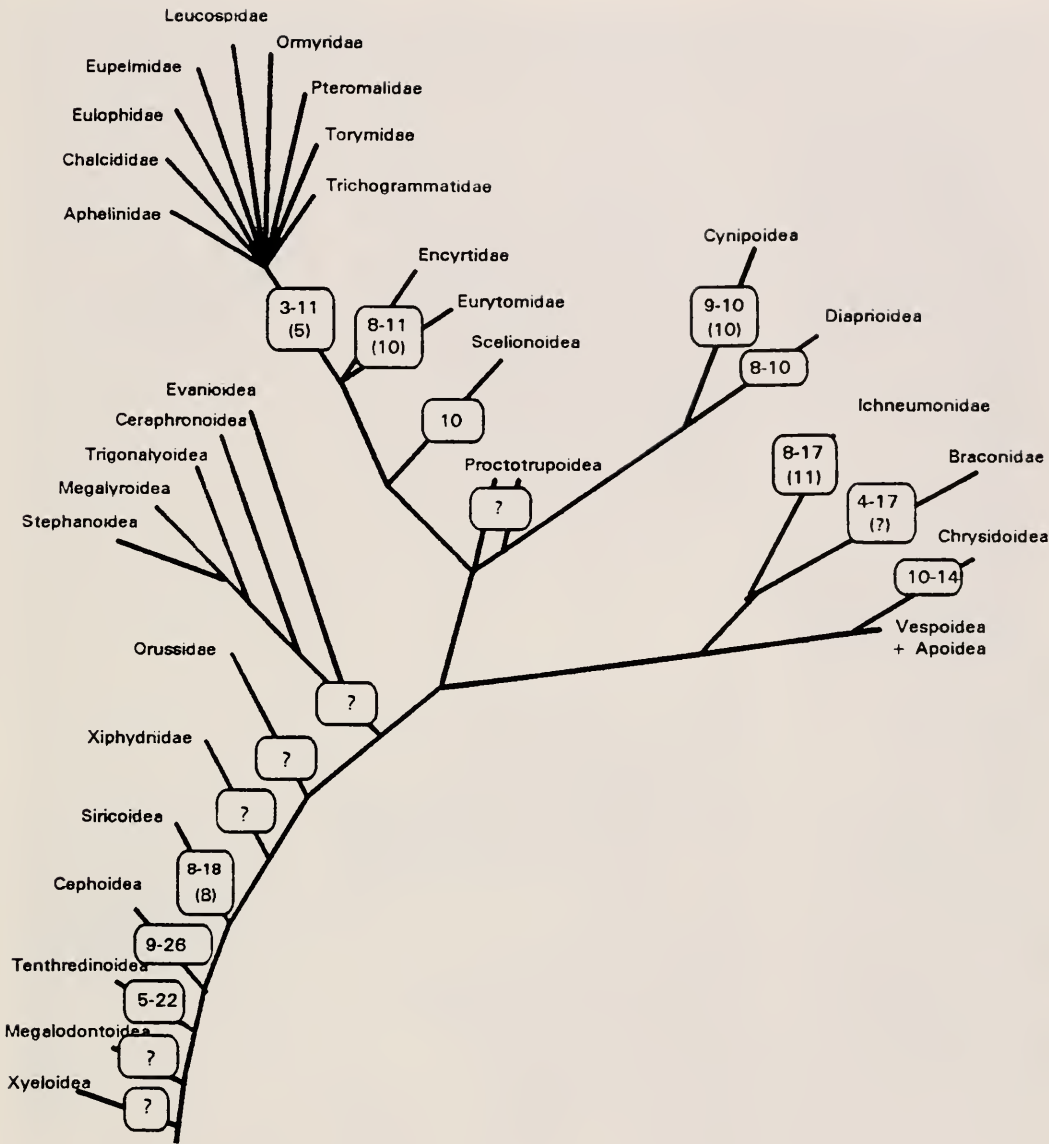 Leucospidae
Ormyridae
Eupelmidae
Pteromalidae
Eulophidae
Torymidae
Chalcididae
Trichogrammatidae
Aphelinidae
Cynipoidea
Encyrtidae
3-11
(5)
8-11
(10)
Eurytomidae
9-10
(10)
Diaprioidea
Scelionoidea
8-10
Evanioidea
Ceraphronoidea
10
Ichneumonidae
Trigonalyoidea
Proctotrupoidea
8-17
(11)
Braconidae
Megalyroidea
?
4-17
(?)
Stephanoidea
Chrysidoidea
10-14
Vespoidea
+ Apoidea
Orussidae
?
Xiphydnidae
?
?
Siricoidea
8-18
(8)
Cephoidea
9-26
Tenthredinoidea
5-22
Megalodontoidea
?
Xyeloidea
?